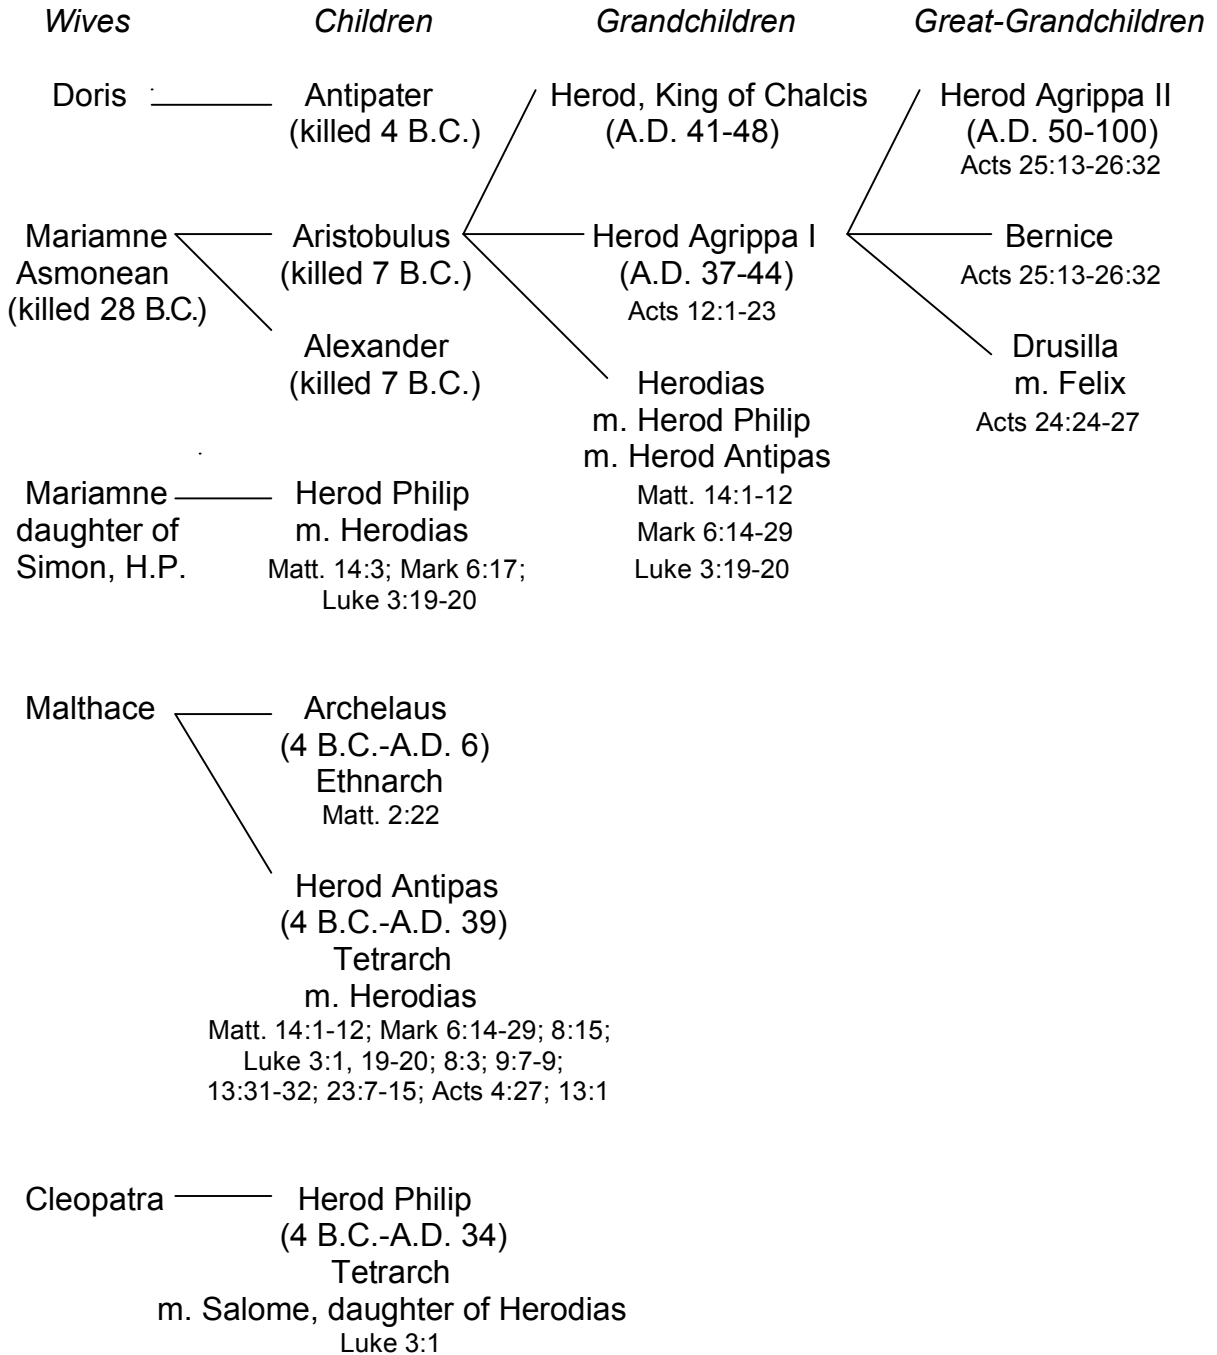 Wives Children Grandchildren Great-Grandchildren
Doris Antipater Herod, King of Chalcis Herod Agrippa II
(killed 4 B.C.) (A.D. 41-48) (A.D. 50-100)
Acts 25:13-26:32
Mariamne Aristobulus Herod Agrippa I Bernice
Asmonean (killed 7 B.C.) (A.D. 37-44) Acts 25:13-26:32
(killed 28 B.C.) Acts 12:1-23
Alexander Drusilla
(killed 7 B.C.) Herodias m. Felix
m. Herod Philip Acts 24:24-27
m. Herod Antipas
Mariamne Herod Philip Matt. 14:1-12
daughter of m. Herodias Mark 6:14-29
Simon, H.P. Matt. 14:3; Mark 6:17; Luke 3:19-20
Luke 3:19-20
Malthace Archelaus
(4 B.C.-A.D. 6)
Ethnarch
Matt. 2:22
Herod Antipas
(4 B.C.-A.D. 39)
Tetrarch
m. Herodias
Matt. 14:1-12; Mark 6:14-29; 8:15;
Luke 3:1, 19-20; 8:3; 9:7-9;
13:31-32; 23:7-15; Acts 4:27; 13:1
Cleopatra Herod Philip
(4 B.C.-A.D. 34)
Tetrarch
m. Salome, daughter of Herodias
Luke 3:1